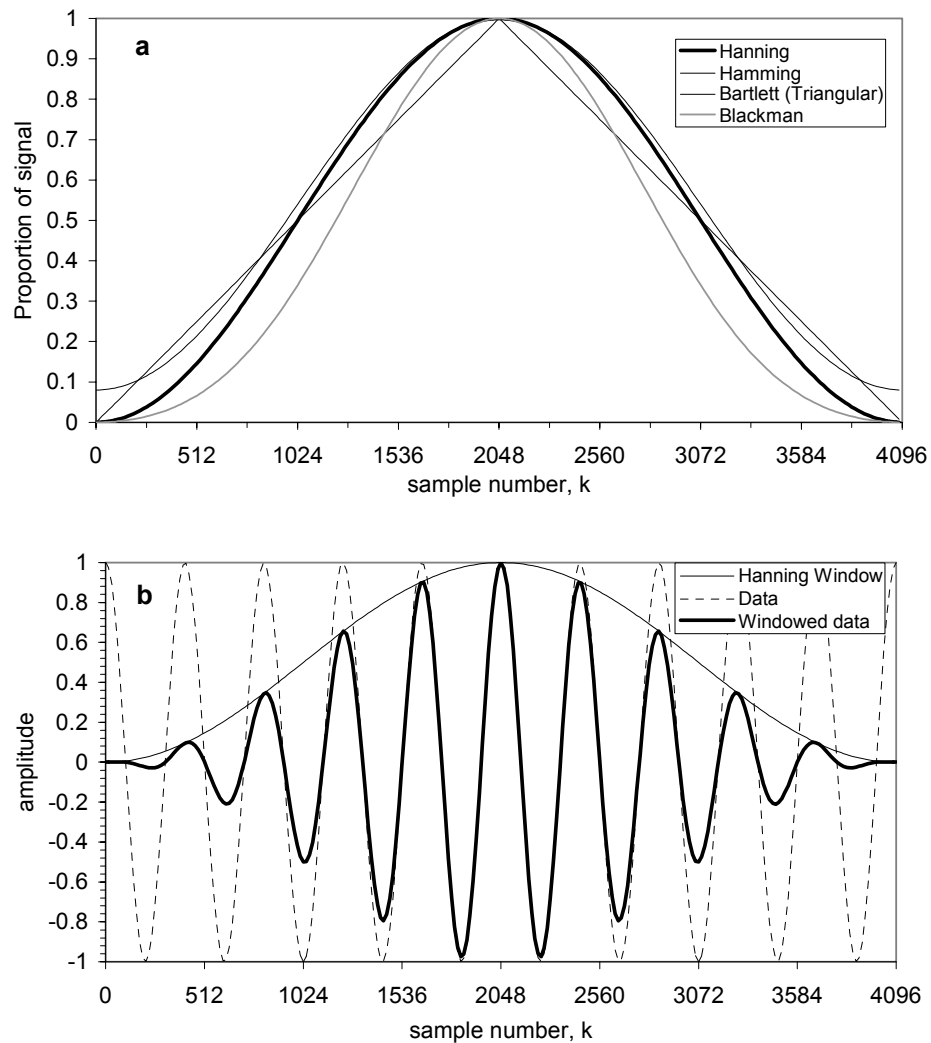 a
Hanning
Hamming
Bartlett (Triangular)
Blackman
Proportion of signal
1
0.9
0.8
0.7
0.6
0.5
0.4
0.3
0.2
0.1
0
0 512 1024 1536 2048 2560 3072 3584 4096
sample number, k
b
Hanning Window
Data
Windowed data
amplitude
1
0.8
0.6
0.4
0.2
0
-0.2
-0.4
-0.6
-0.8
-1
0 512 1024 1536 2048 2560 3072 3584 4096
sample number, k